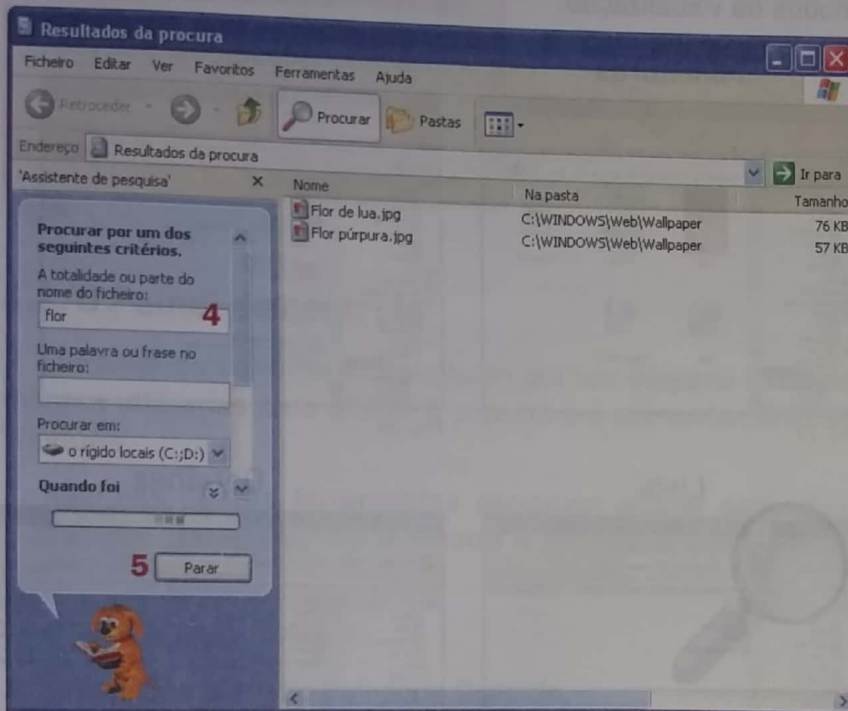 Resultados da procura
Ficheiro Editar Ver Favoritos Ferramentas Ajuda
Retroceder Procurar Pastas
Endereço Resultados da procura Ir para
'Assistente de pesquisa' Nome Na pasta Tamanho
Flor de lua.jpg C:\WINDOWS\Web\Wallpaper 76 KB
Flor púrpura.jpg C:\WINDOWS\Web\Wallpaper 57 KB
Procurar por um dos
seguintes critérios.
A totalidade ou parte do
nome do ficheiro:
flor 4
Uma palavra ou frase no
ficheiro:
Procurar em:
o rígido locais (C:;D:)
Quando foi
5 Parar